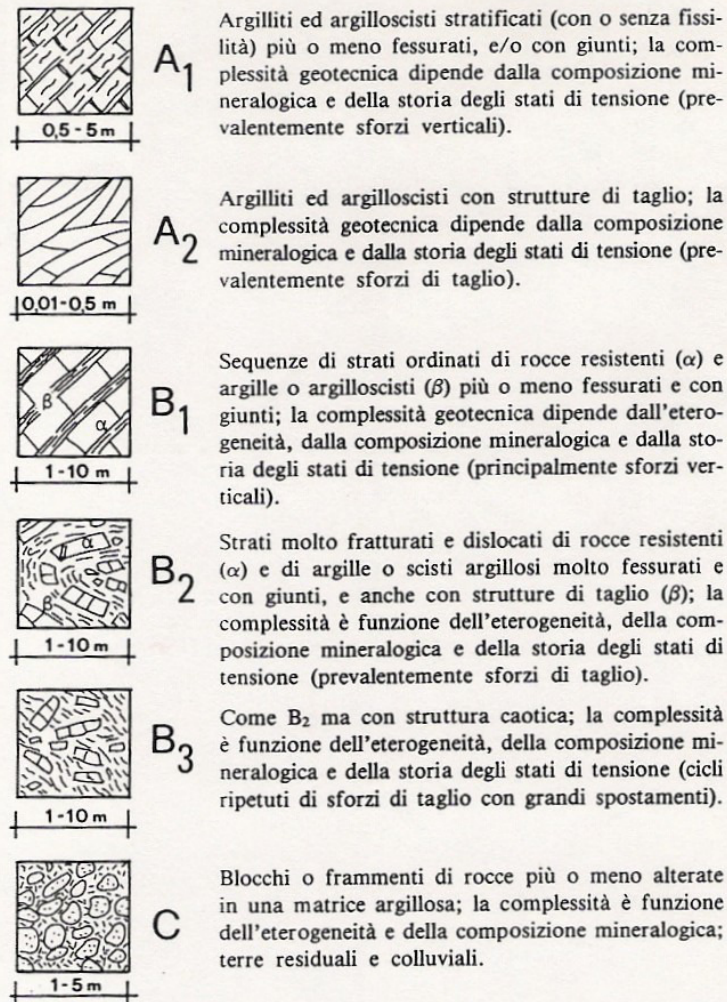 A1
Argilliti ed argilloscisti stratificati (con o senza fissi-
lità) più o meno fessurati, e/o con giunti; la com-
plessità geotecnica dipende dalla composizione mi-
neralogica e della storia degli stati di tensione (pre-
valentemente sforzi verticali).
0,5 - 5 m
A2
Argilliti ed argilloscisti con strutture di taglio; la
complessità geotecnica dipende dalla composizione
mineralogica e dalla storia degli stati di tensione (pre-
valentemente sforzi di taglio).
0,01-0,5 m
β
α
B1
Sequenze di strati ordinati di rocce resistenti (α) e
argille o argilloscisti (β) più o meno fessurati e con
giunti; la complessità geotecnica dipende dall'etero-
geneità, dalla composizione mineralogica e dalla sto-
ria degli stati di tensione (principalmente sforzi ver-
ticali).
1-10 m
α
β
B2
Strati molto fratturati e dislocati di rocce resistenti
(α) e di argille o scisti argillosi molto fessurati e
con giunti, e anche con strutture di taglio (β); la
complessità è funzione dell'eterogeneità, della com-
posizione mineralogica e della storia degli stati di
tensione (prevalentemente sforzi di taglio).
1-10 m
B3
Come B2 ma con struttura caotica; la complessità
è funzione dell'eterogeneità, della composizione mi-
neralogica e della storia degli stati di tensione (cicli
ripetuti di sforzi di taglio con grandi spostamenti).
1-10 m
C
Blocchi o frammenti di rocce più o meno alterate
in una matrice argillosa; la complessità è funzione
dell'eterogeneità e della composizione mineralogica;
terre residuali e colluviali.
1-5 m